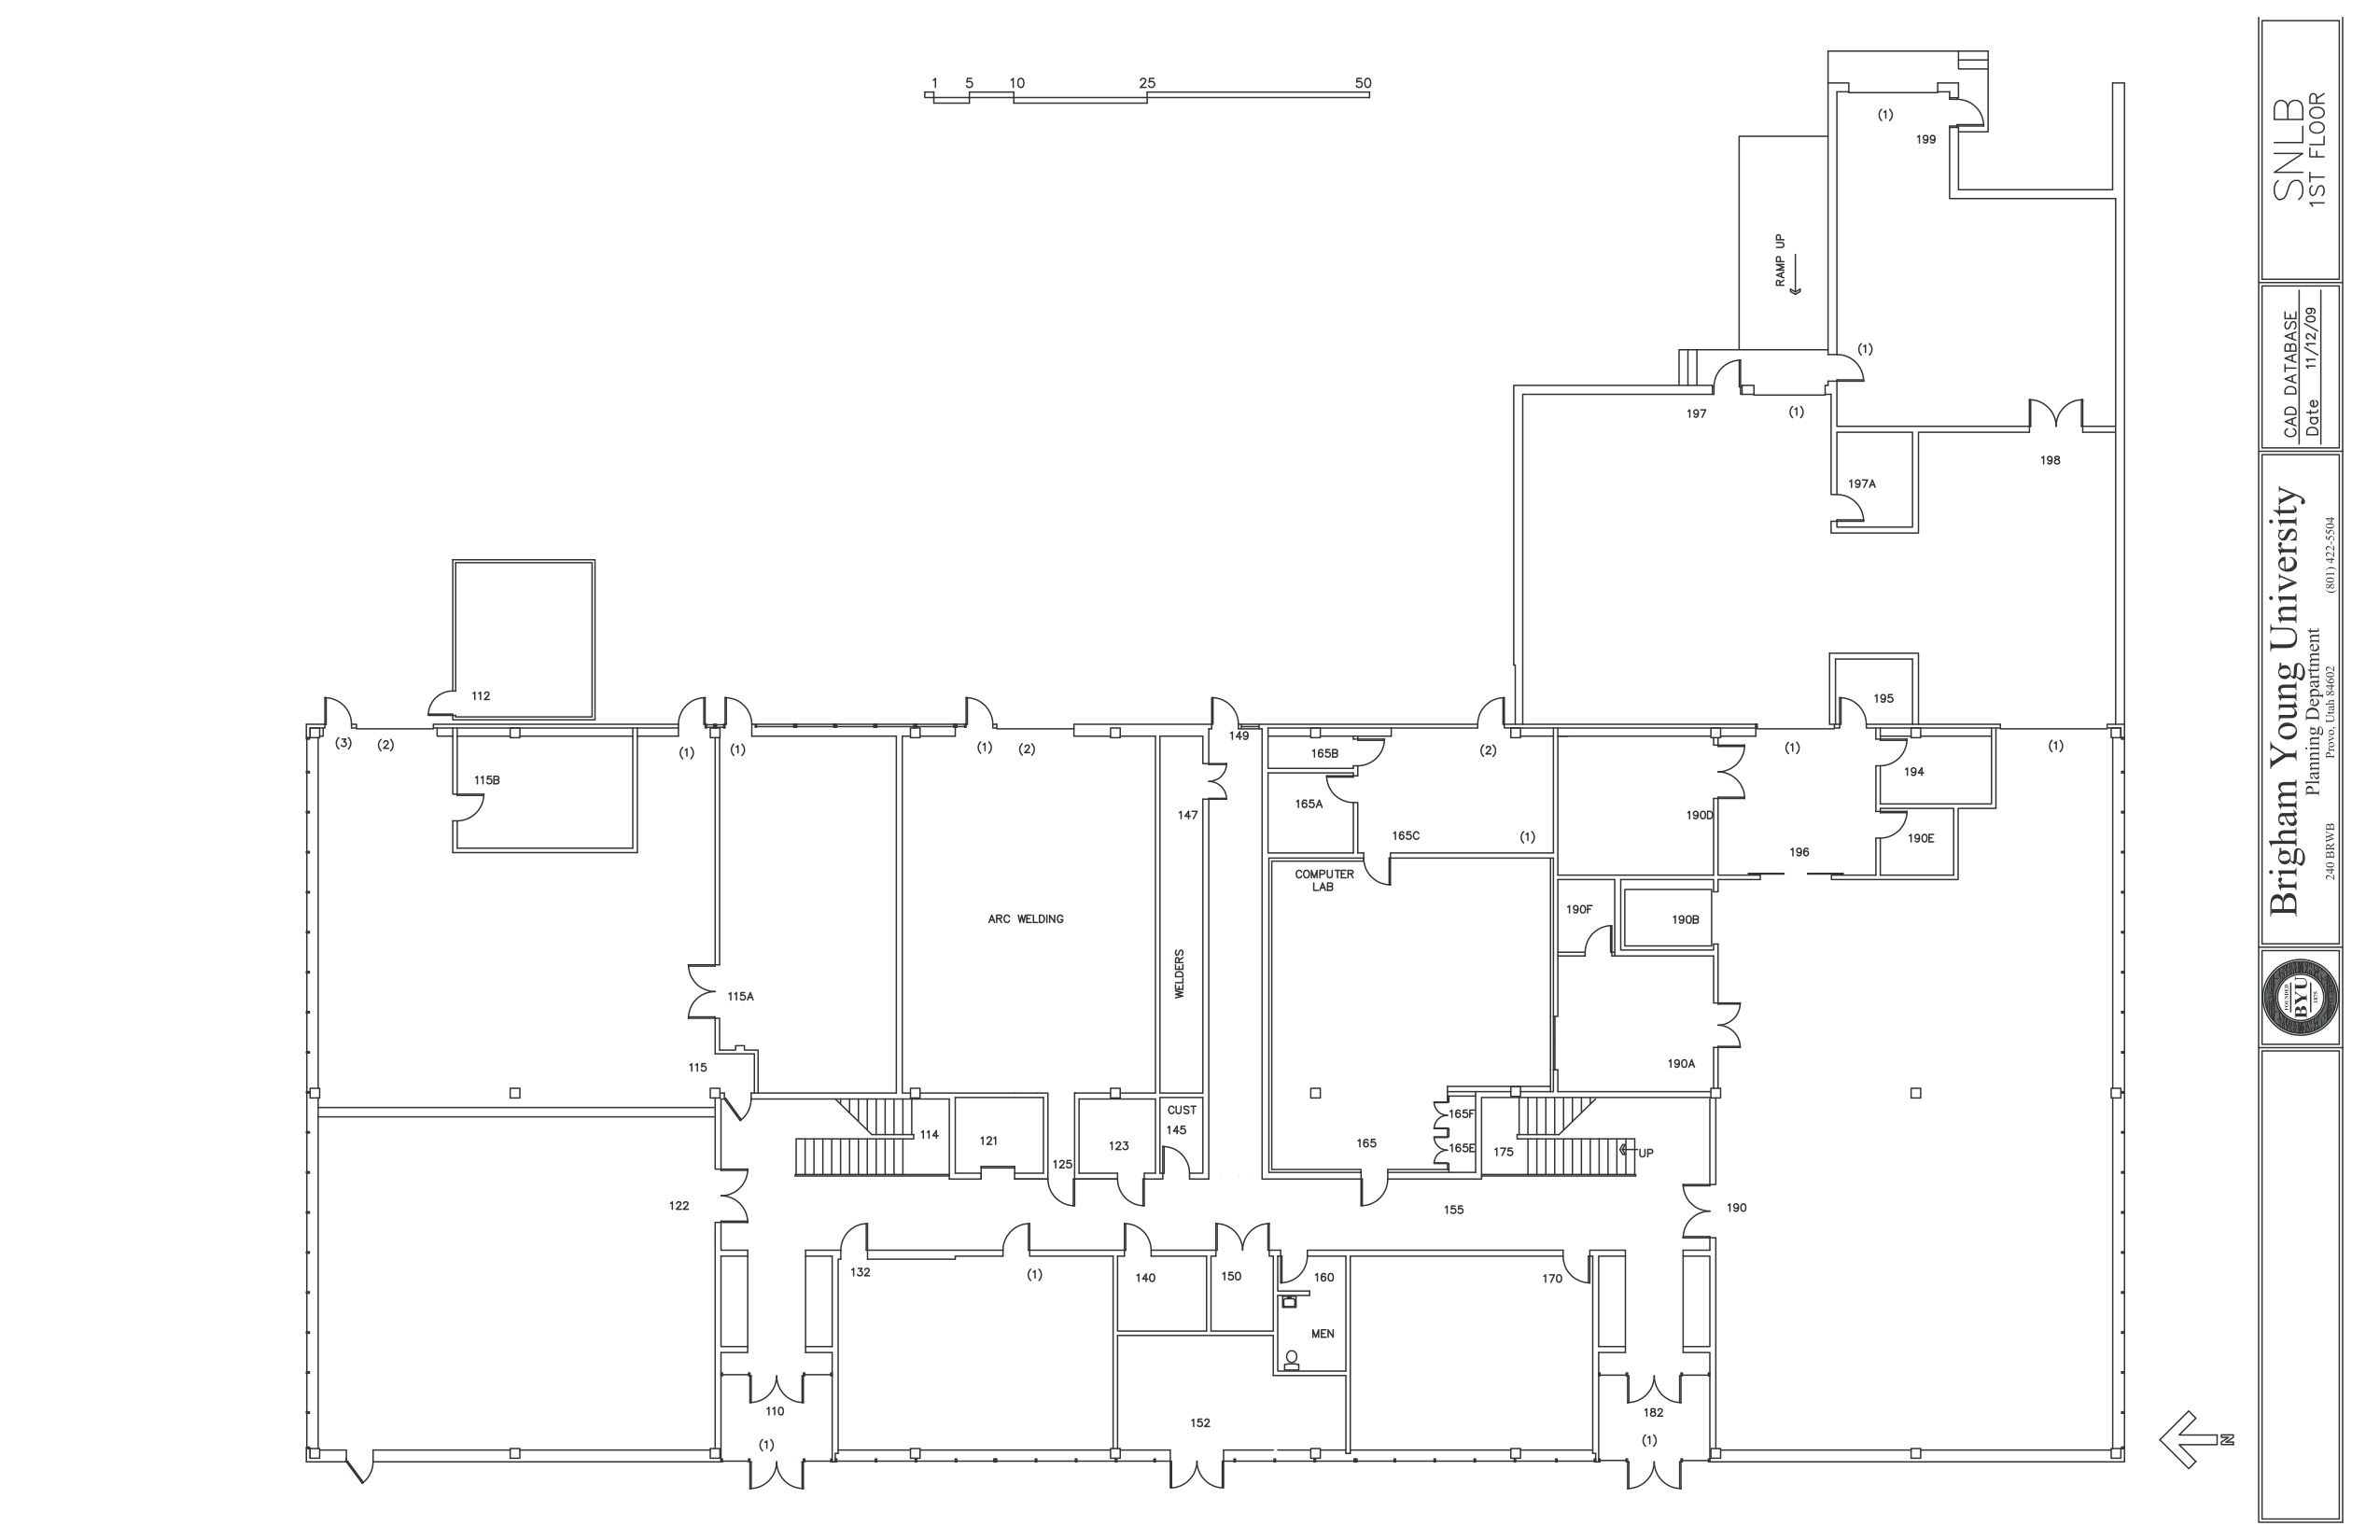 1 5 10 25 50
(1)
199
RAMP UP
(1)
197
(1)
198
197A
112
195
(3)
(2)
(1)
(1)
(1)
(2)
149
(2)
(1)
(1)
115B
165B
194
165A
147
190D
165C
(1)
190E
196
COMPUTER
LAB
ARC WELDING
190F
190B
WELDERS
115A
115
190A
CUST
145
165F
114
121
123
165
165E
175
UP
125
122
155
190
132
(1)
140
150
160
170
MEN
110
152
182
(1)
(1)
N
SNLB
1ST FLOOR
CAD DATABASE
Date 11/12/09
Brigham Young University
Planning Department
240 BRWB Provo, Utah 84602 (801) 422-5504
FOUNDED
BYU
1875